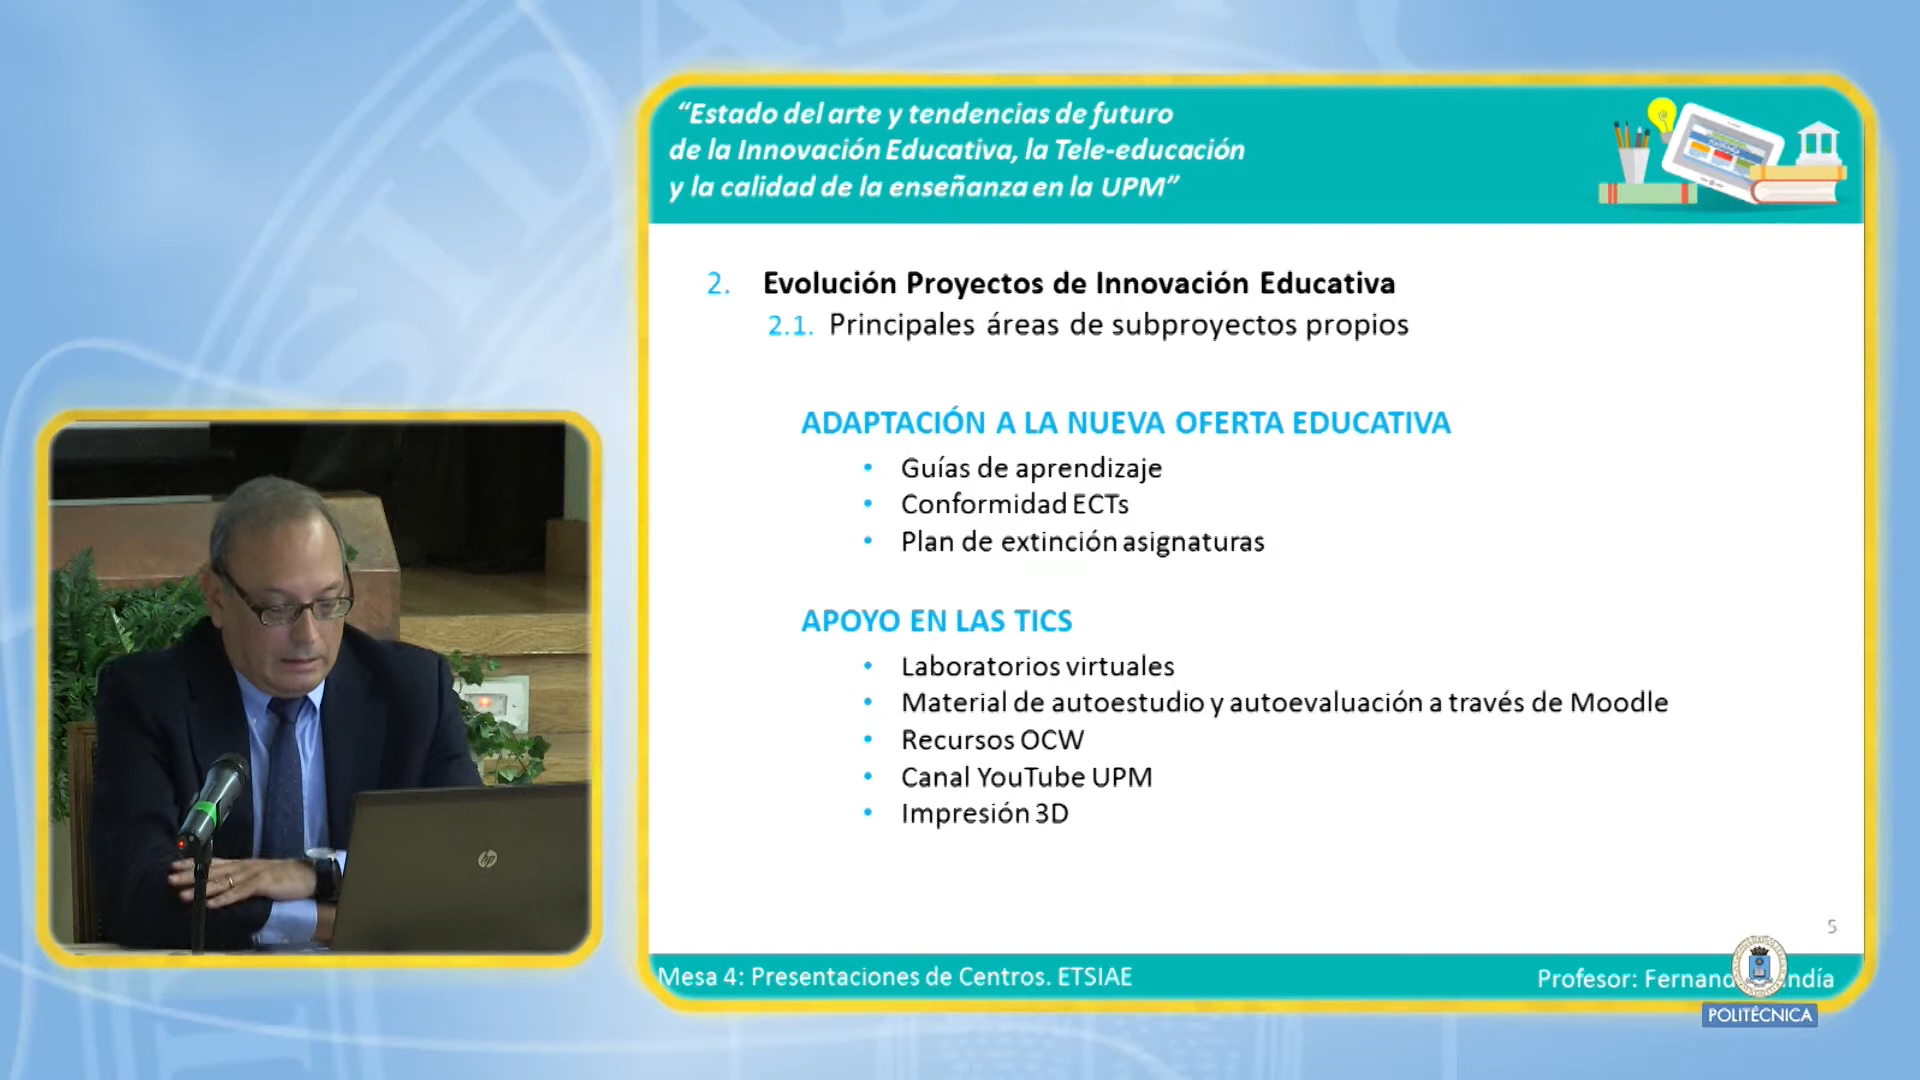 “Estado del arte y tendencias de futuro
de la Innovación Educativa, la Tele-educación
y la calidad de la enseñanza en la UPM”
2. Evolución Proyectos de Innovación Educativa
2.1. Principales áreas de subproyectos propios
ADAPTACIÓN A LA NUEVA OFERTA EDUCATIVA
• Guías de aprendizaje
• Conformidad ECTs
• Plan de extinción asignaturas
APOYO EN LAS TICS
• Laboratorios virtuales
• Material de autoestudio y autoevaluación a través de Moodle
• Recursos OCW
• Canal YouTube UPM
• Impresión 3D
5
Mesa 4: Presentaciones de Centros. ETSIAE
Profesor:
POLITÉCNICA
hp